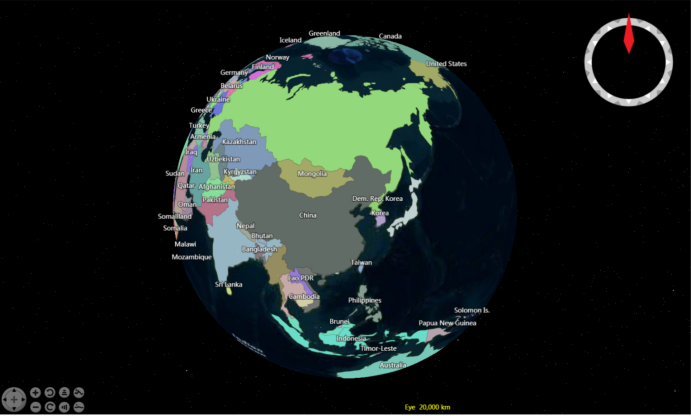 Greenland
Iceland
Canada
Norway
United States
Finland
Germany
Belarus
Ukraine
Greece
Turkey
Armenia
Kazakhstan
Iraq
Uzbekistan
Iran
Kyrgyzstan
Sudan
Mongolia
Qatar
Afghanistan
Pakistan
Dem. Rep. Korea
Oman
Somaliland
China
Korea
Somalia
Nepal
Bhutan
Malawi
Bangladesh
Mozambique
Taiwan
Lao PDR
Sri Lanka
Cambodia
Philippines
Solomon Is.
Brunei
Papua New Guinea
Indonesia
Timor-Leste
Australia
Eye 20,000 km